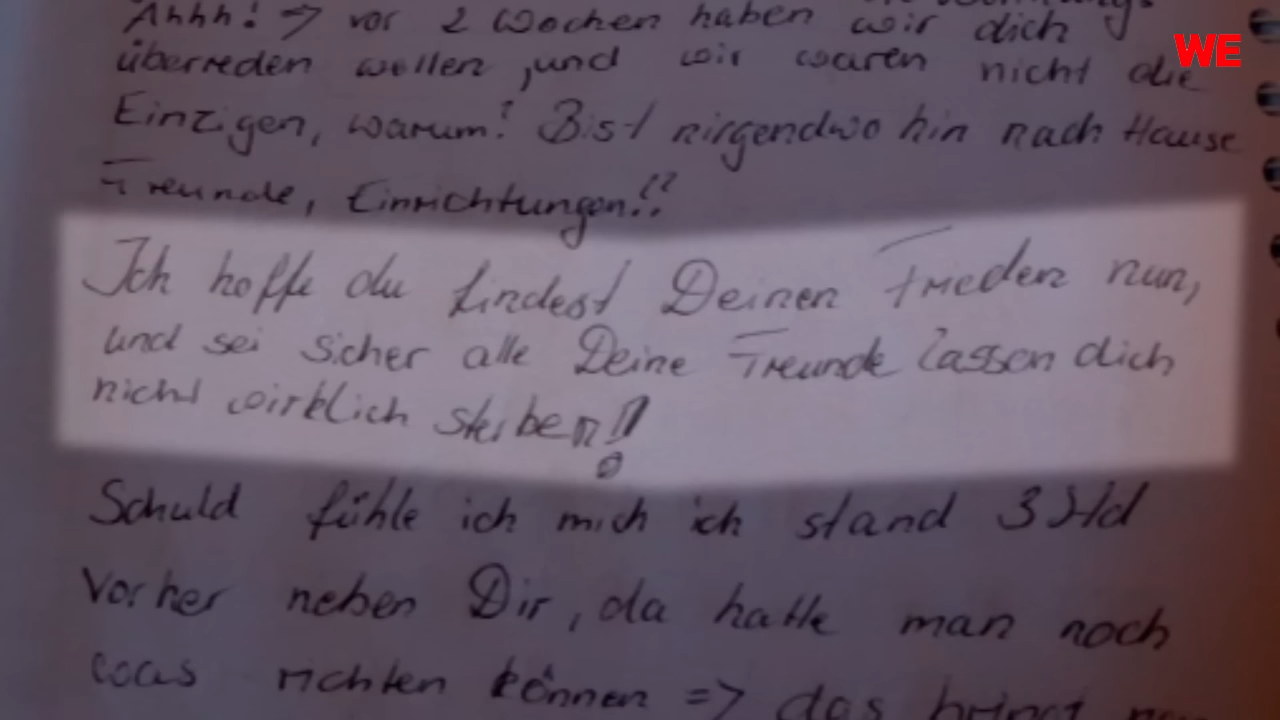 Ahhh! => vor 2 Wochen haben wir dich
WE
überreden wollen, und wir waren nicht die
Einzigen, warum? Bist nirgendwo hin nach Hause
Freunde, Einrichtungen!?
Ich hoffe du findest Deinen Frieden nun,
und sei sicher alle Deine Freunde lassen dich
nicht wirklich sterben!!
Schuld fühle ich mich ich stand 3 Std
Vorher neben Dir, da hatte man noch
was richten können => das bringt